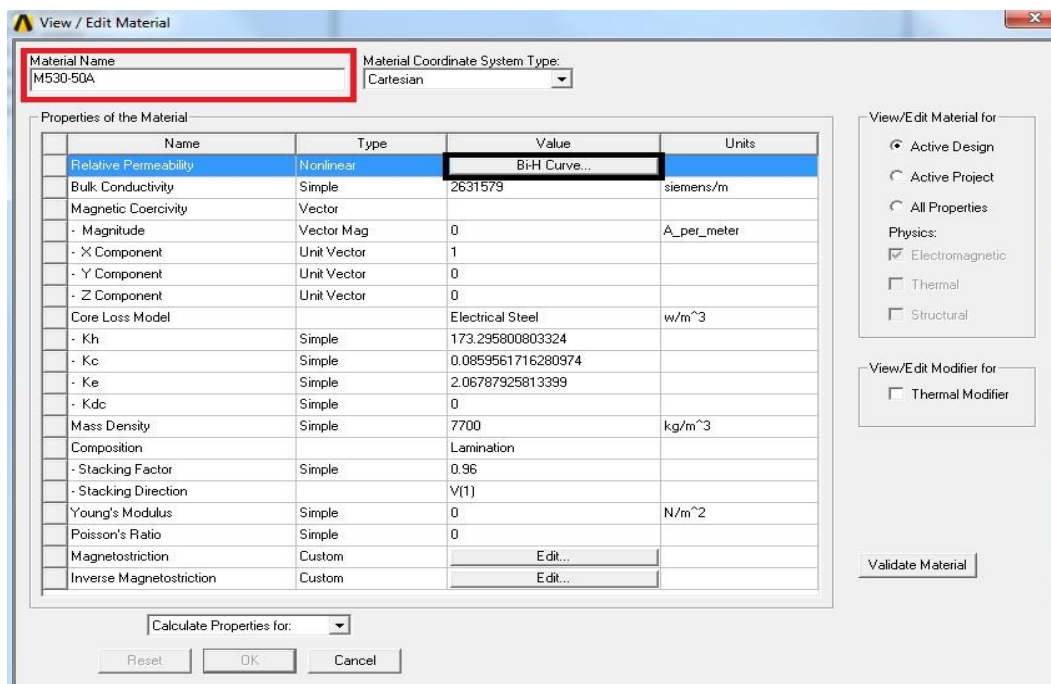 View / Edit Material
Material Name
Material Coordinate System Type:
M530-50A
Cartesian
Properties of the Material
Name Type Value Units
Relative Permeability Nonlinear Bi-H Curve...
Bulk Conductivity Simple 2631579 siemens/m
Magnetic Coercivity Vector
- Magnitude Vector Mag 0 A_per_meter
- X Component Unit Vector 1
- Y Component Unit Vector 0
- Z Component Unit Vector 0
Core Loss Model Electrical Steel w/m^3
- Kh Simple 173.295800803324
- Kc Simple 0.0859561716280974
- Ke Simple 2.06787925813399
- Kdc Simple 0
Mass Density Simple 7700 kg/m^3
Composition Lamination
- Stacking Factor Simple 0.96
- Stacking Direction V(1)
Young's Modulus Simple 0 N/m^2
Poisson's Ratio Simple 0
Magnetostriction Custom Edit...
Inverse Magnetostriction Custom Edit...
View/Edit Material for
Active Design
Active Project
All Properties
Physics:
Electromagnetic
Thermal
Structural
View/Edit Modifier for
Thermal Modifier
Validate Material
Calculate Properties for:
Reset OK Cancel